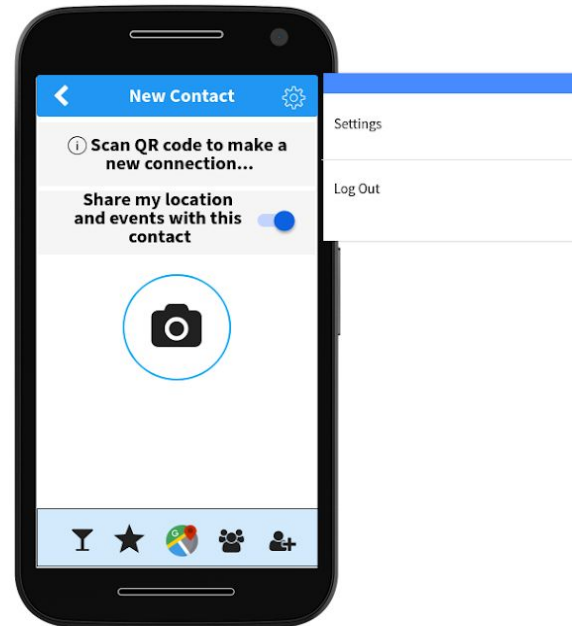 New Contact
ⓘ Scan QR code to make a
new connection...
Share my location
and events with this
contact
Settings
Log Out
G